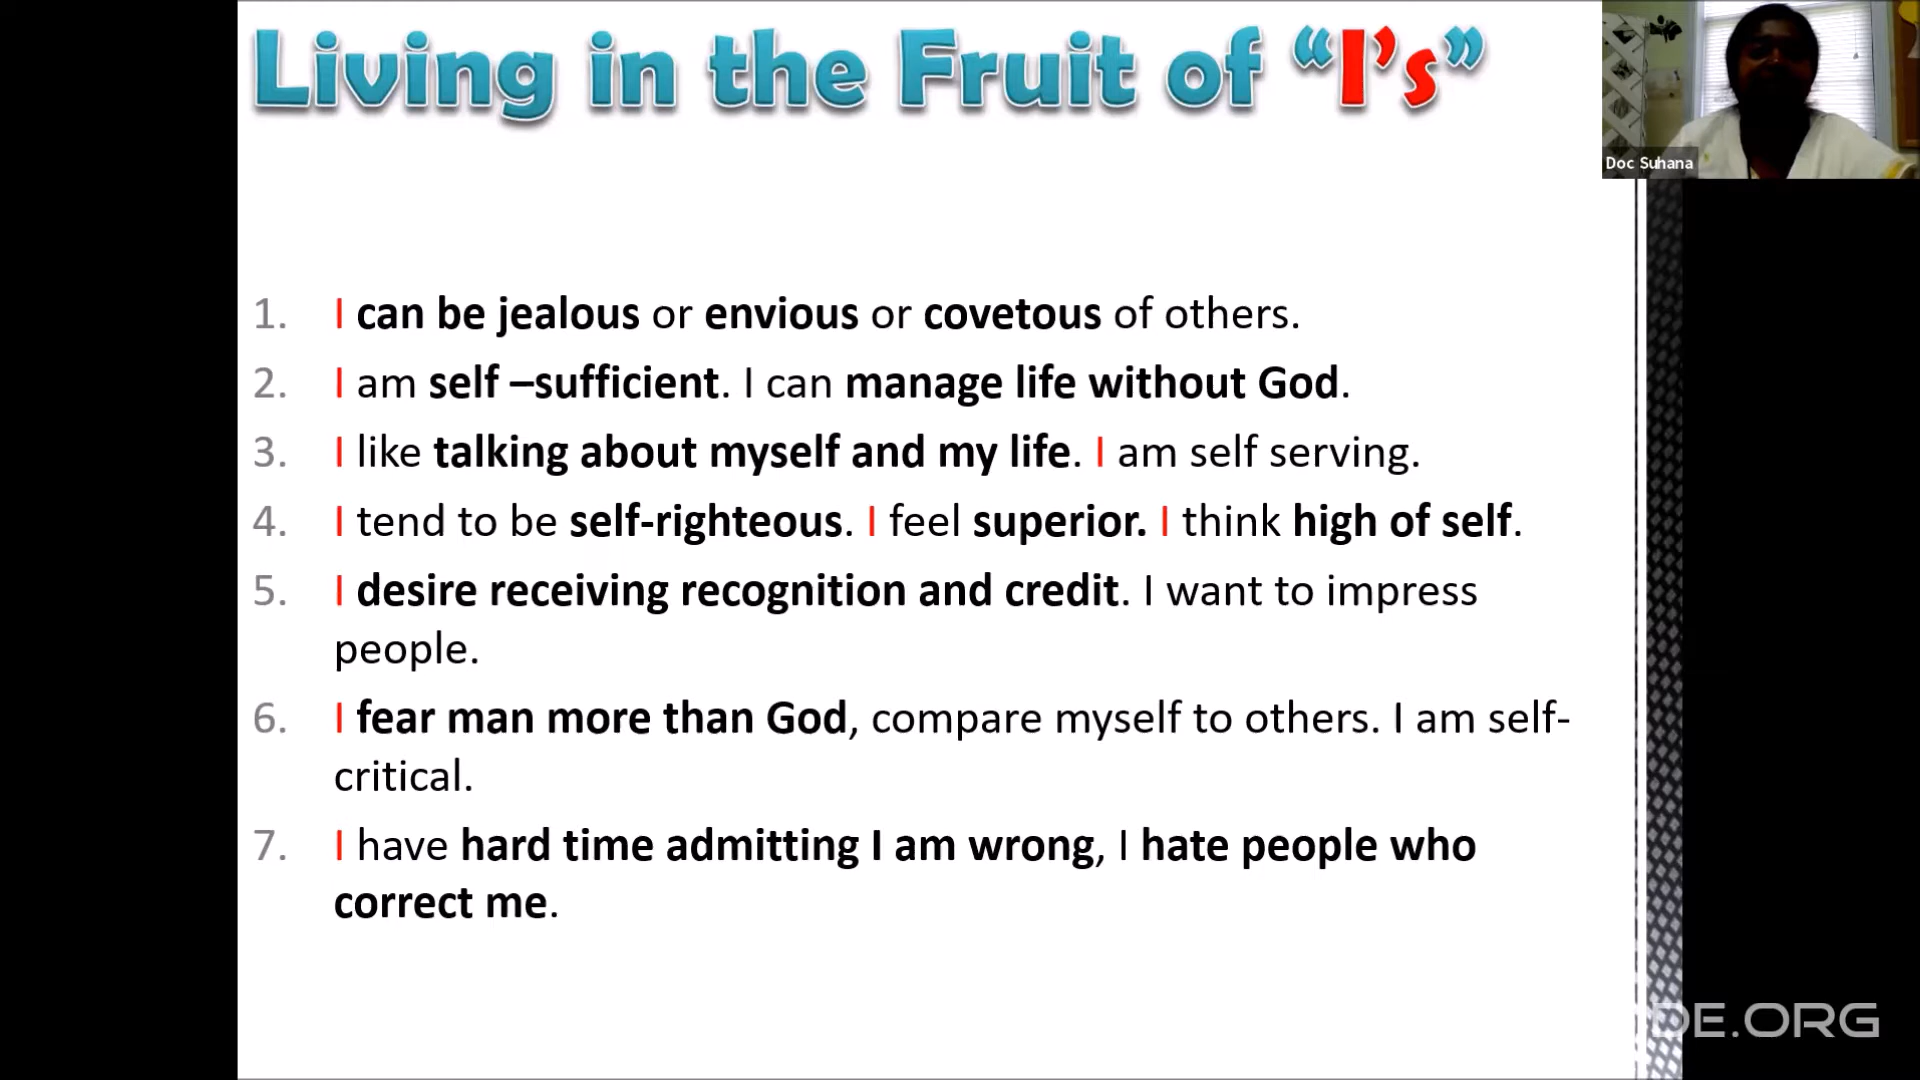 Living in the Fruit of “I’s”
Doc Suhana
1. I can be jealous or envious or covetous of others.
2. I am self –sufficient. I can manage life without God.
3. I like talking about myself and my life. I am self serving.
4. I tend to be self-righteous. I feel superior. I think high of self.
5. I desire receiving recognition and credit. I want to impress
people.
6. I fear man more than God, compare myself to others. I am self-
critical.
7. I have hard time admitting I am wrong, I hate people who
correct me.
DE.ORG